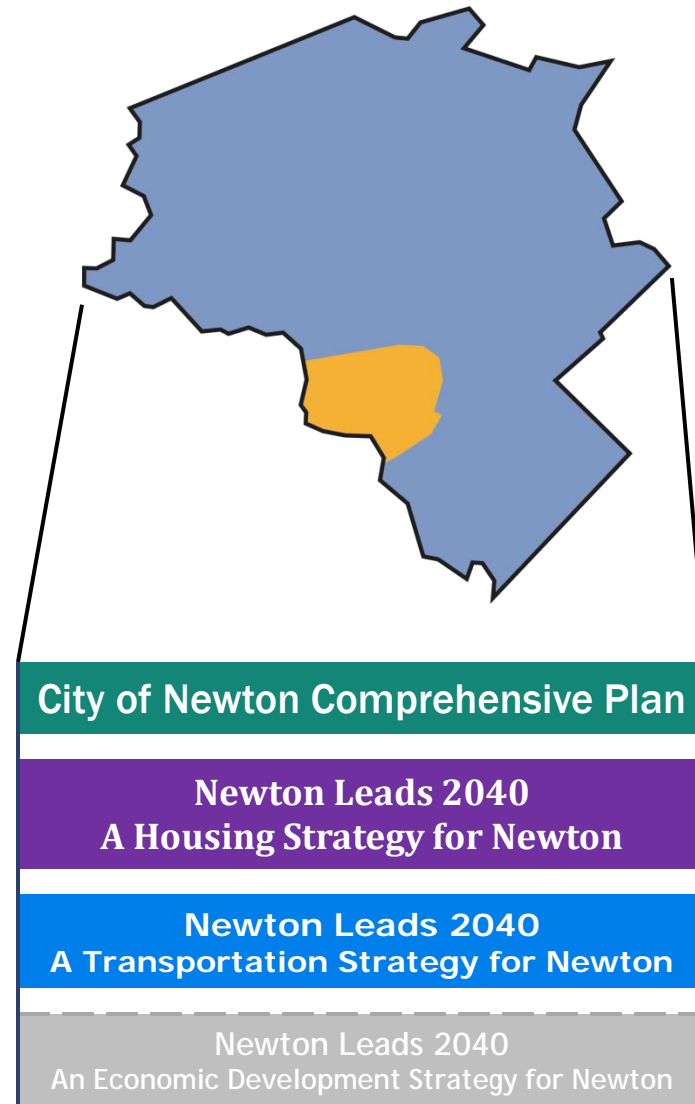 City of Newton Comprehensive Plan
Newton Leads 2040
A Housing Strategy for Newton
Newton Leads 2040
A Transportation Strategy for Newton
Newton Leads 2040
An Economic Development Strategy for Newton